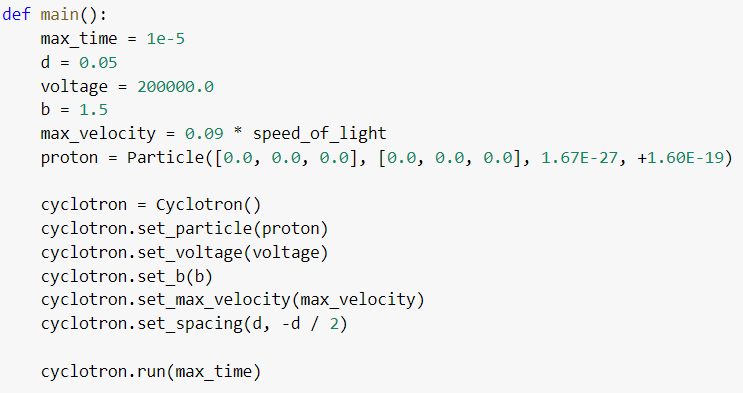 def main():
    max_time = 1e-5
    d = 0.05
    voltage = 200000.0
    b = 1.5
    max_velocity = 0.09 * speed_of_light
    proton = Particle([0.0, 0.0, 0.0], [0.0, 0.0, 0.0], 1.67E-27, +1.60E-19)

    cyclotron = Cyclotron()
    cyclotron.set_particle(proton)
    cyclotron.set_voltage(voltage)
    cyclotron.set_b(b)
    cyclotron.set_max_velocity(max_velocity)
    cyclotron.set_spacing(d, -d / 2)

    cyclotron.run(max_time)